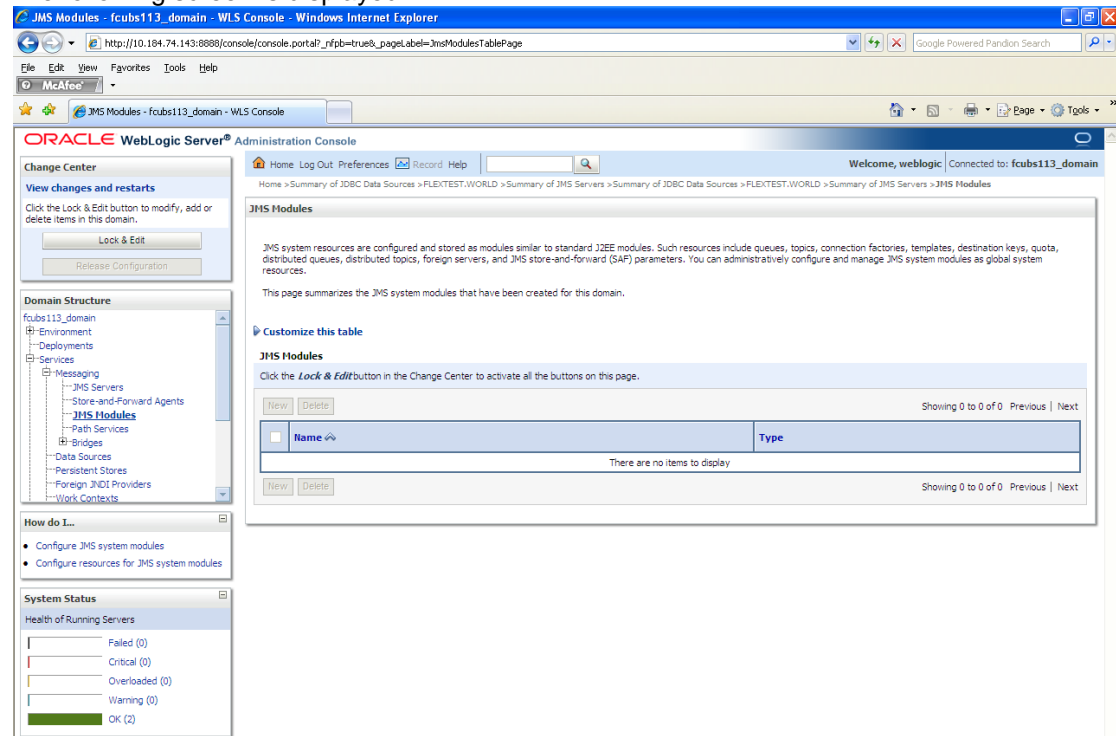 JMS Modules - fcubs113_domain - WLS Console - Windows Internet Explorer
http://10.184.74.143:8888/console/console.portal?_nfpb=true&_pageLabel=JmsModulesTablePage
Google Powered Pandion Search
File Edit View Favorites Tools Help
McAfee
JMS Modules - fcubs113_domain - WLS Console
Page Tools
ORACLE WebLogic Server® Administration Console
Change Center
View changes and restarts
Click the Lock & Edit button to modify, add or
delete items in this domain.
Lock & Edit
Release Configuration
Domain Structure
fcubs113_domain
Environment
Deployments
Services
Messaging
JMS Servers
Store-and-Forward Agents
JMS Modules
Path Services
Bridges
Data Sources
Persistent Stores
Foreign JNDI Providers
Work Contexts
How do I...
Configure JMS system modules
Configure resources for JMS system modules
System Status
Health of Running Servers
Failed (0)
Critical (0)
Overloaded (0)
Warning (0)
OK (2)
Home Log Out Preferences Record Help
Welcome, weblogic Connected to: fcubs113_domain
Home >Summary of JDBC Data Sources >FLEXTEST.WORLD >Summary of JMS Servers >Summary of JDBC Data Sources >FLEXTEST.WORLD >Summary of JMS Servers >JMS Modules
JMS Modules
JMS system resources are configured and stored as modules similar to standard J2EE modules. Such resources include queues, topics, connection factories, templates, destination keys, quota,
distributed queues, distributed topics, foreign servers, and JMS store-and-forward (SAF) parameters. You can administratively configure and manage JMS system modules as global system
resources.
This page summarizes the JMS system modules that have been created for this domain.
Customize this table
JMS Modules
Click the Lock & Edit button in the Change Center to activate all the buttons on this page.
New Delete
Showing 0 to 0 of 0 Previous | Next
Name Type
There are no items to display
New Delete
Showing 0 to 0 of 0 Previous | Next